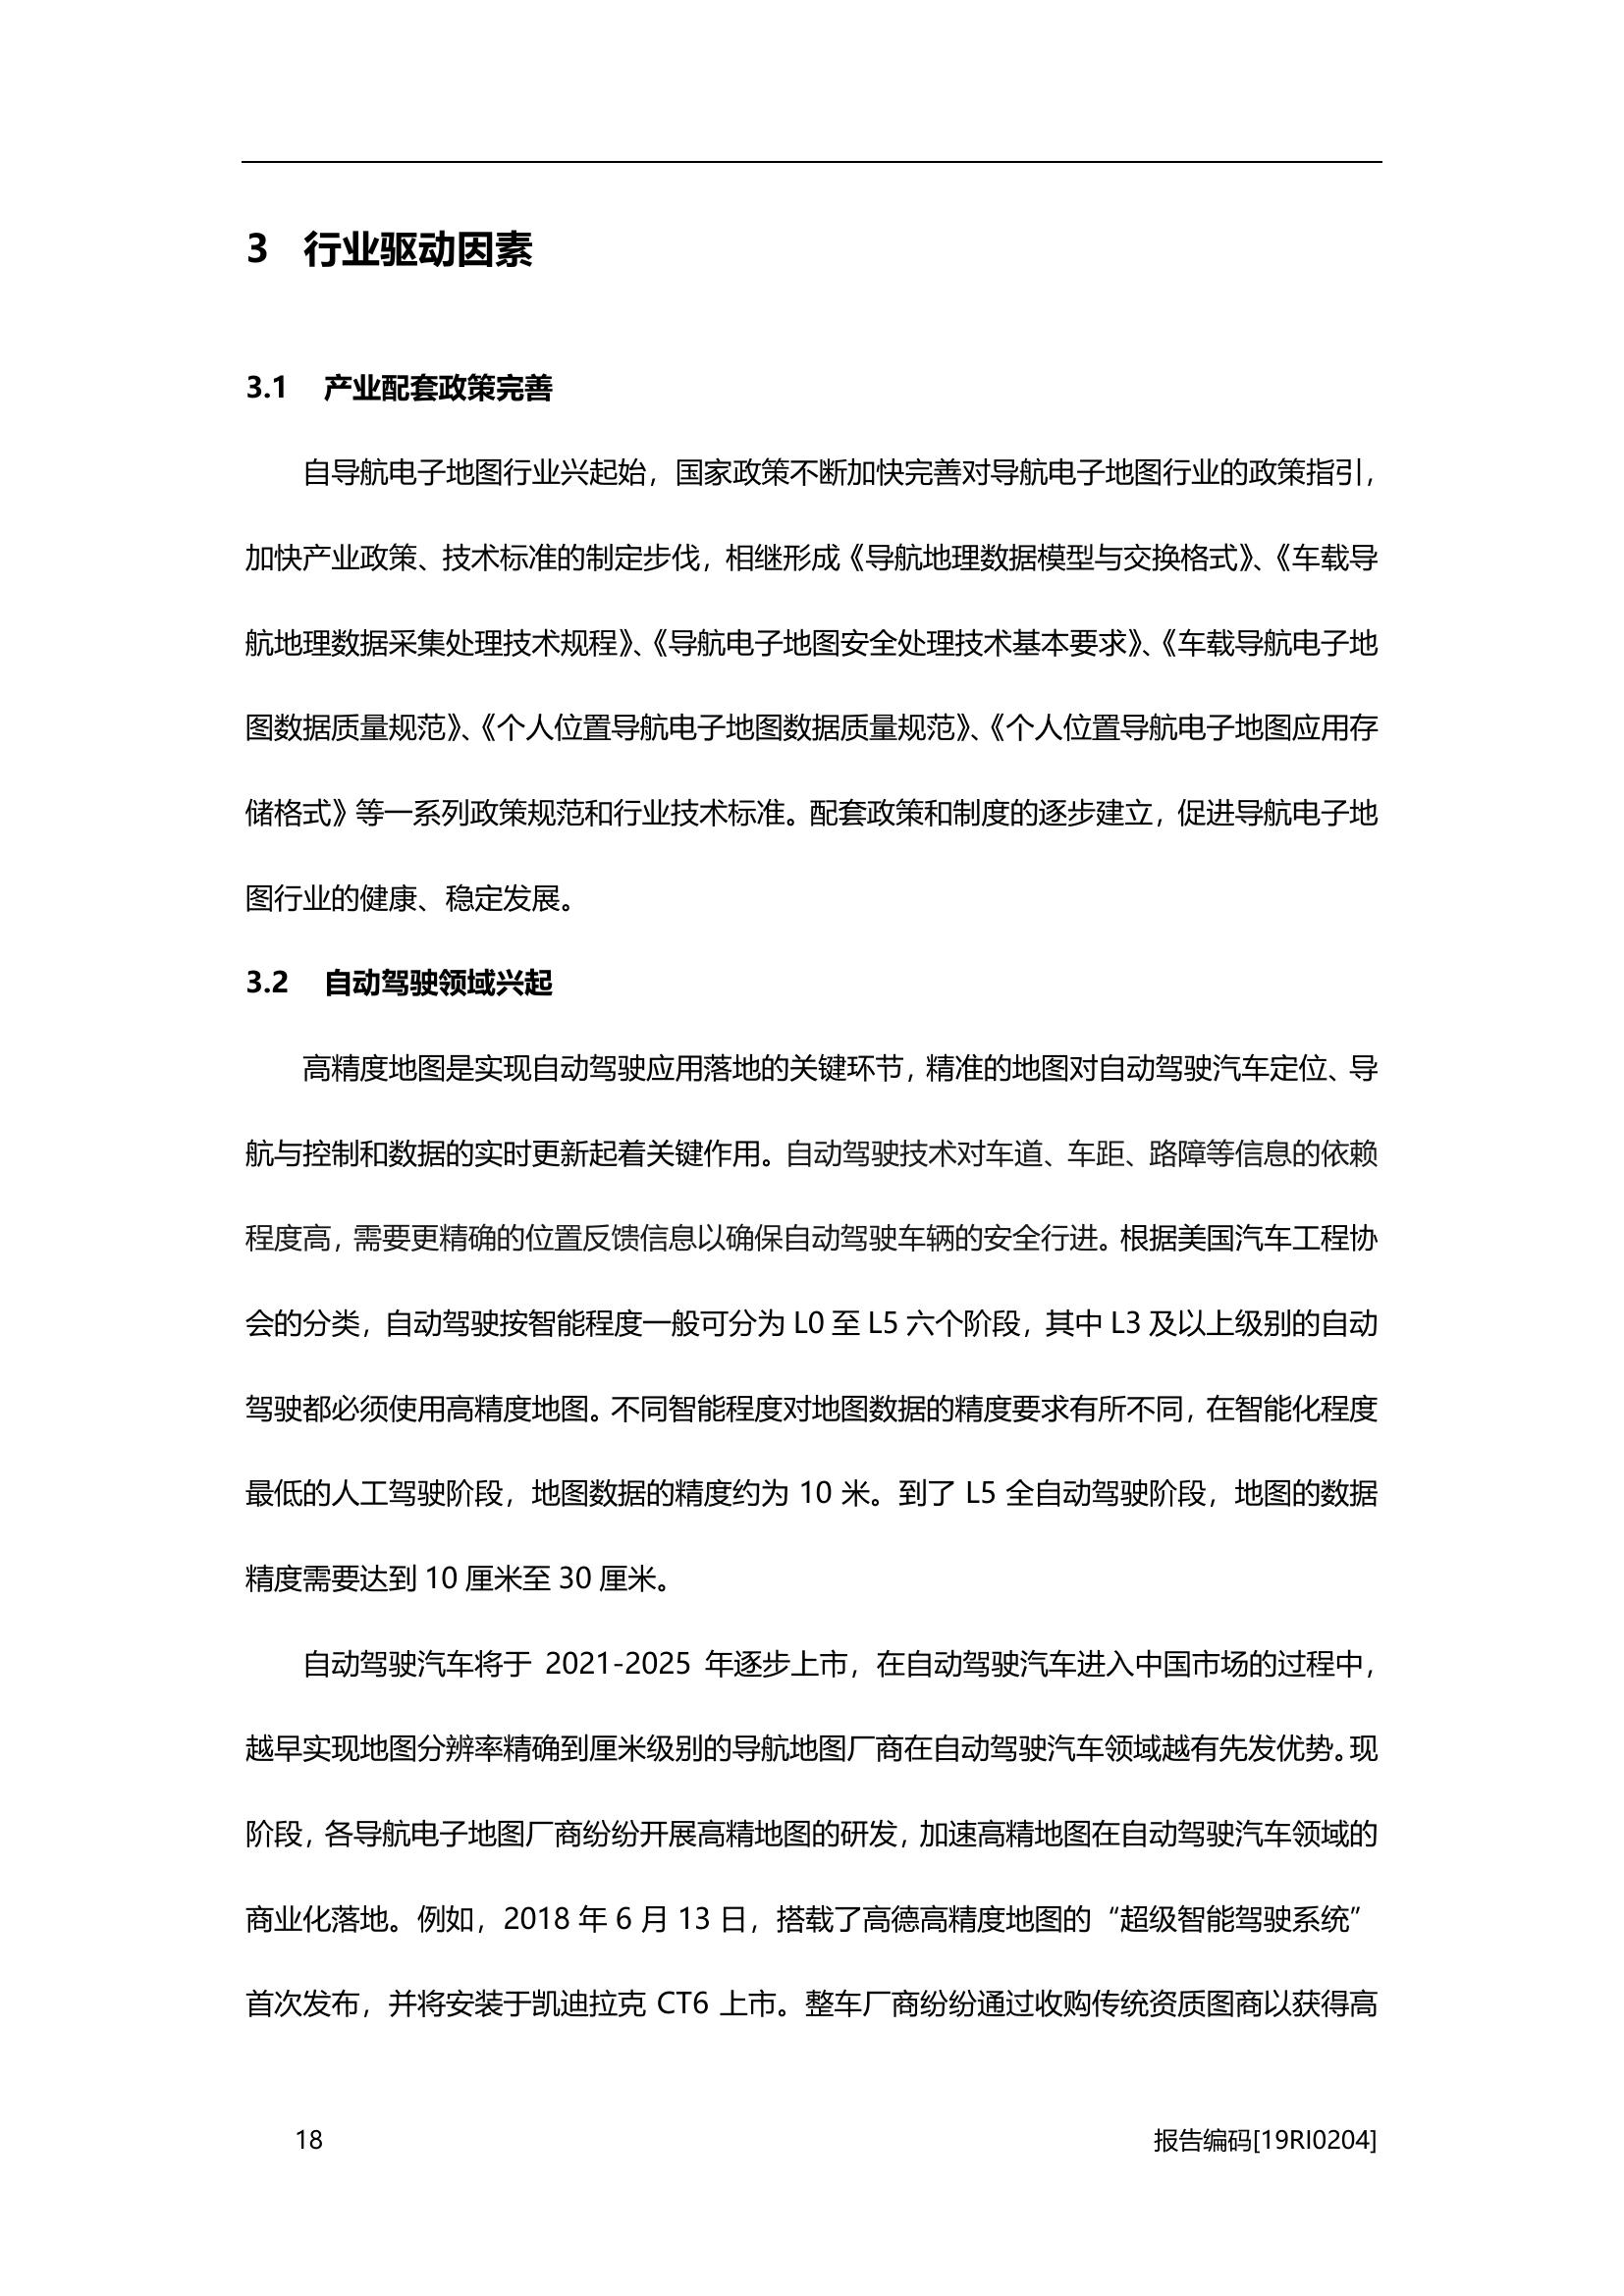 3 行业驱动因素
3.1 产业配套政策完善
自导航电子地图行业兴起始，国家政策不断加快完善对导航电子地图行业的政策指引，
加快产业政策、技术标准的制定步伐，相继形成《导航地理数据模型与交换格式》、《车载导
航地理数据采集处理技术规程》、《导航电子地图安全处理技术基本要求》、《车载导航电子地
图数据质量规范》、《个人位置导航电子地图数据质量规范》、《个人位置导航电子地图应用存
储格式》等一系列政策规范和行业技术标准。配套政策和制度的逐步建立，促进导航电子地
图行业的健康、稳定发展。
3.2 自动驾驶领域兴起
高精度地图是实现自动驾驶应用落地的关键环节，精准的地图对自动驾驶汽车定位、导
航与控制和数据的实时更新起着关键作用。自动驾驶技术对车道、车距、路障等信息的依赖
程度高，需要更精确的位置反馈信息以确保自动驾驶车辆的安全行进。根据美国汽车工程协
会的分类，自动驾驶按智能程度一般可分为 L0 至 L5 六个阶段，其中 L3 及以上级别的自动
驾驶都必须使用高精度地图。不同智能程度对地图数据的精度要求有所不同，在智能化程度
最低的人工驾驶阶段，地图数据的精度约为 10 米。到了 L5 全自动驾驶阶段，地图的数据
精度需要达到 10 厘米至 30 厘米。
自动驾驶汽车将于 2021-2025 年逐步上市，在自动驾驶汽车进入中国市场的过程中，
越早实现地图分辨率精确到厘米级别的导航地图厂商在自动驾驶汽车领域越有先发优势。现
阶段，各导航电子地图厂商纷纷开展高精地图的研发，加速高精地图在自动驾驶汽车领域的
商业化落地。例如，2018 年 6 月 13 日，搭载了高德高精度地图的“超级智能驾驶系统”
首次发布，并将安装于凯迪拉克 CT6 上市。整车厂商纷纷通过收购传统资质图商以获得高
18 报告编码[19RI0204]